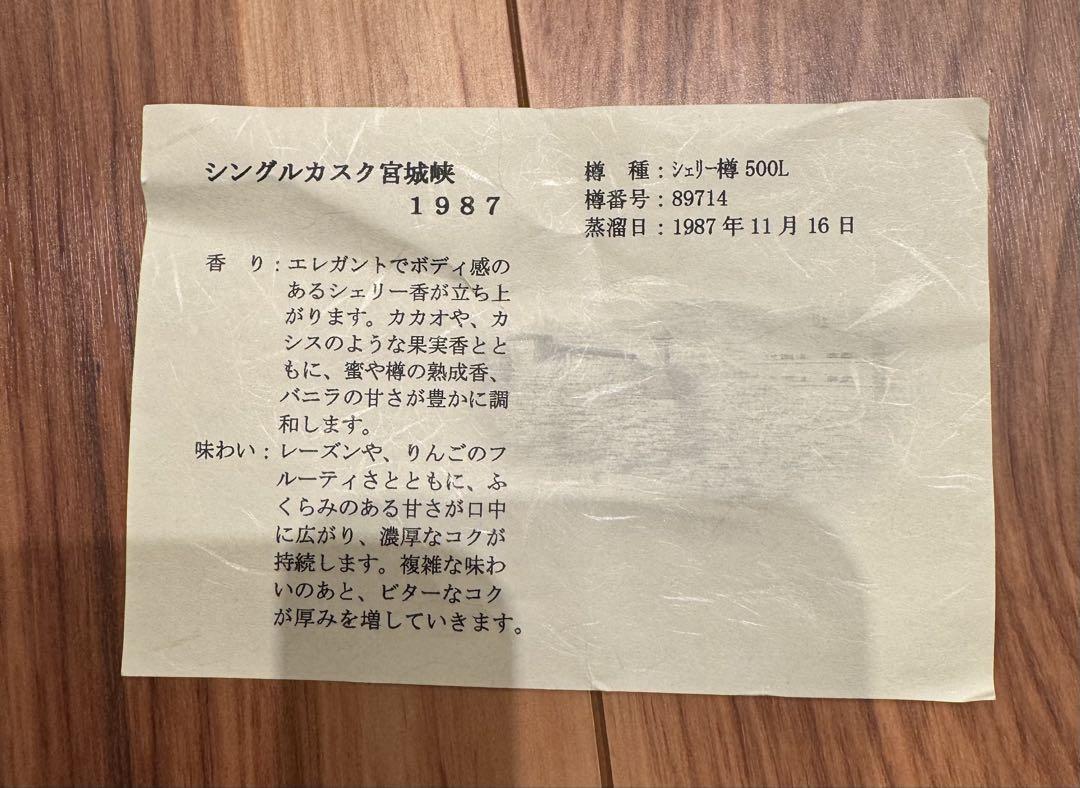 シングルカスク宮城峡
1987
香　り：エレガントでボディ感の
あるシェリー香が立ち上
がります。カカオや、カ
シスのような果実香とと
もに、蜜や樽の熟成香、
バニラの甘さが豊かに調
和します。
味わい：レーズンや、りんごのフ
ルーティさとともに、ふ
くらみのある甘さが口中
に広がり、濃厚なコクが
持続します。複雑な味わ
いのあと、ビターなコク
が厚みを増していきます。
樽　種：ｼｪﾘｰ樽 500L
樽番号：89714
蒸溜日：1987 年 11 月 16 日